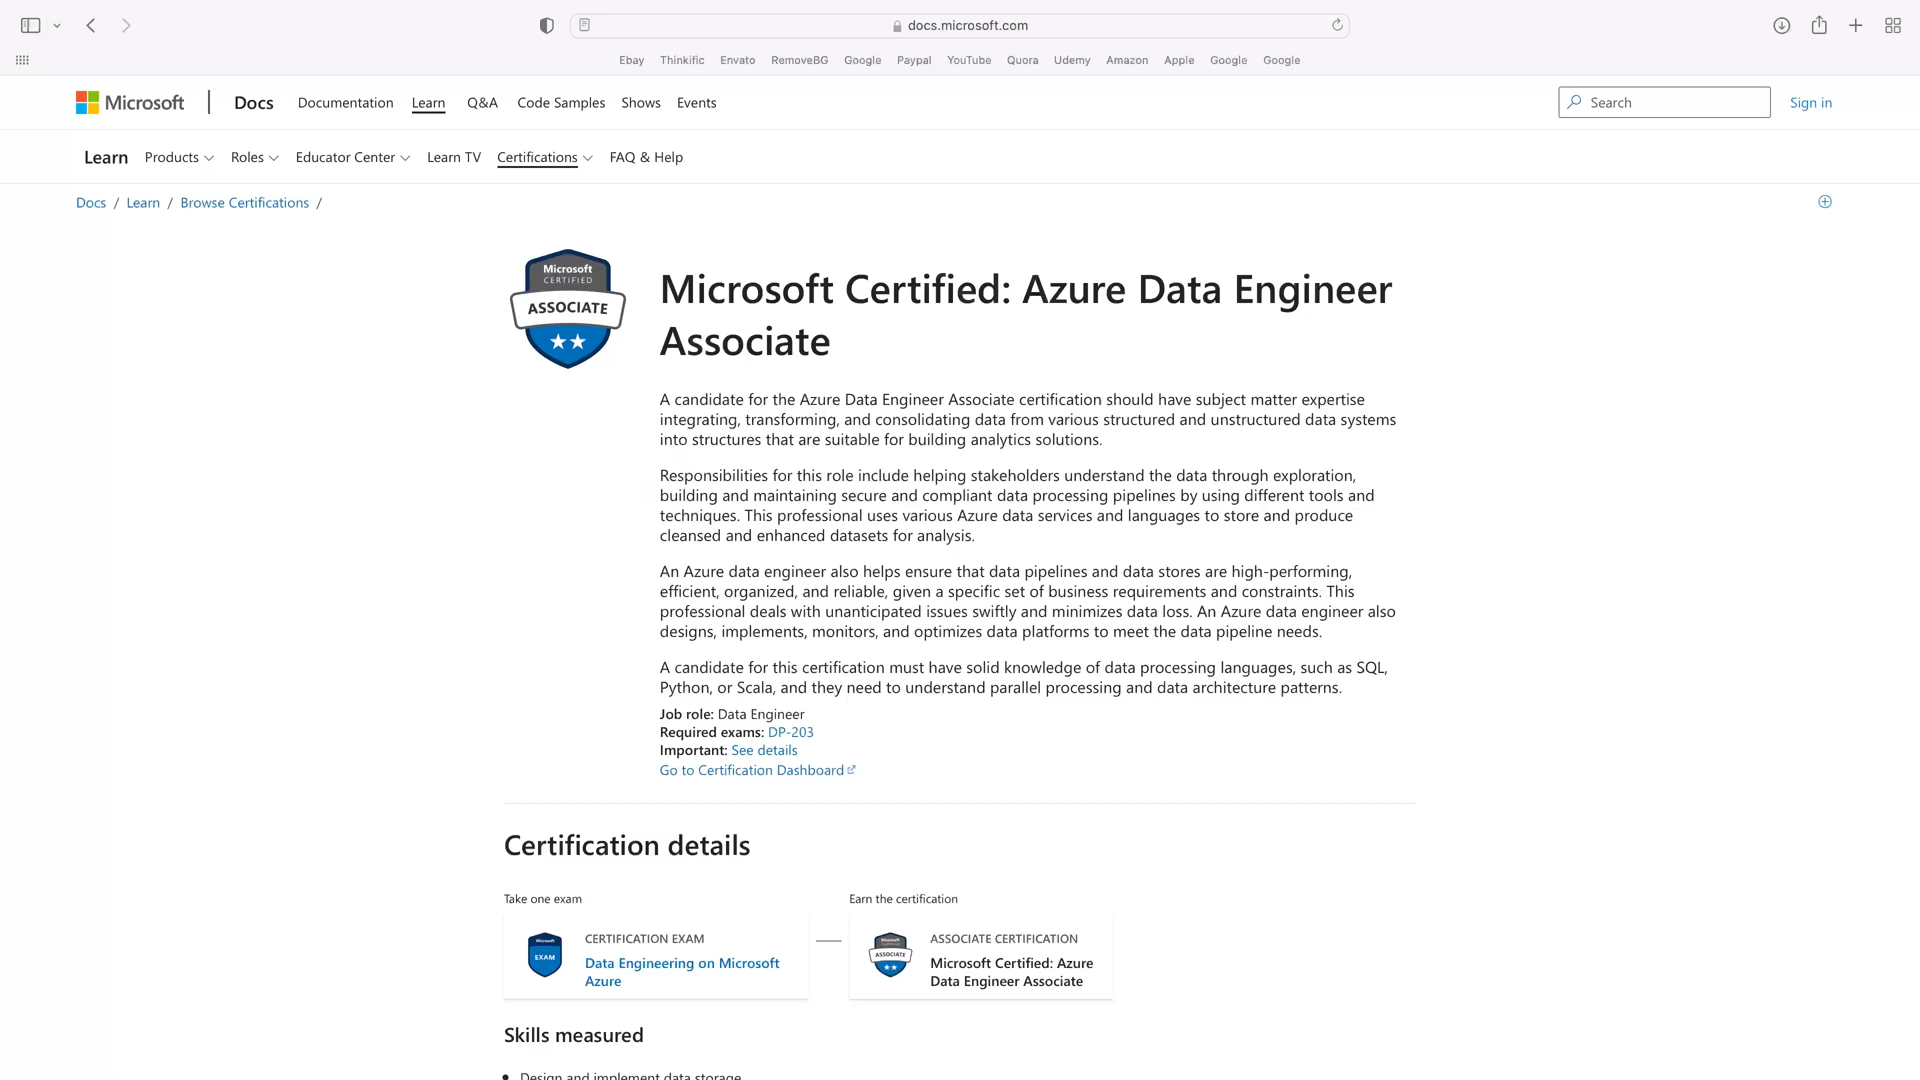 docs.microsoft.com
Ebay Thinkific Envato RemoveBG Google Paypal YouTube Quora Udemy Amazon Apple Google Google
Microsoft Docs Documentation Learn Q&A Code Samples Shows Events Search Sign in
Learn Products Roles Educator Center Learn TV Certifications FAQ & Help
Docs / Learn / Browse Certifications /
Microsoft
CERTIFIED
ASSOCIATE
Microsoft Certified: Azure Data Engineer
Associate
A candidate for the Azure Data Engineer Associate certification should have subject matter expertise
integrating, transforming, and consolidating data from various structured and unstructured data systems
into structures that are suitable for building analytics solutions.
Responsibilities for this role include helping stakeholders understand the data through exploration,
building and maintaining secure and compliant data processing pipelines by using different tools and
techniques. This professional uses various Azure data services and languages to store and produce
cleansed and enhanced datasets for analysis.
An Azure data engineer also helps ensure that data pipelines and data stores are high-performing,
efficient, organized, and reliable, given a specific set of business requirements and constraints. This
professional deals with unanticipated issues swiftly and minimizes data loss. An Azure data engineer also
designs, implements, monitors, and optimizes data platforms to meet the data pipeline needs.
A candidate for this certification must have solid knowledge of data processing languages, such as SQL,
Python, or Scala, and they need to understand parallel processing and data architecture patterns.
Job role: Data Engineer
Required exams: DP-203
Important: See details
Go to Certification Dashboard
Certification details
Take one exam
Microsoft
EXAM
CERTIFICATION EXAM
Data Engineering on Microsoft
Azure
Earn the certification
Microsoft
ASSOCIATE
ASSOCIATE CERTIFICATION
Microsoft Certified: Azure
Data Engineer Associate
Skills measured
Design and implement data storage